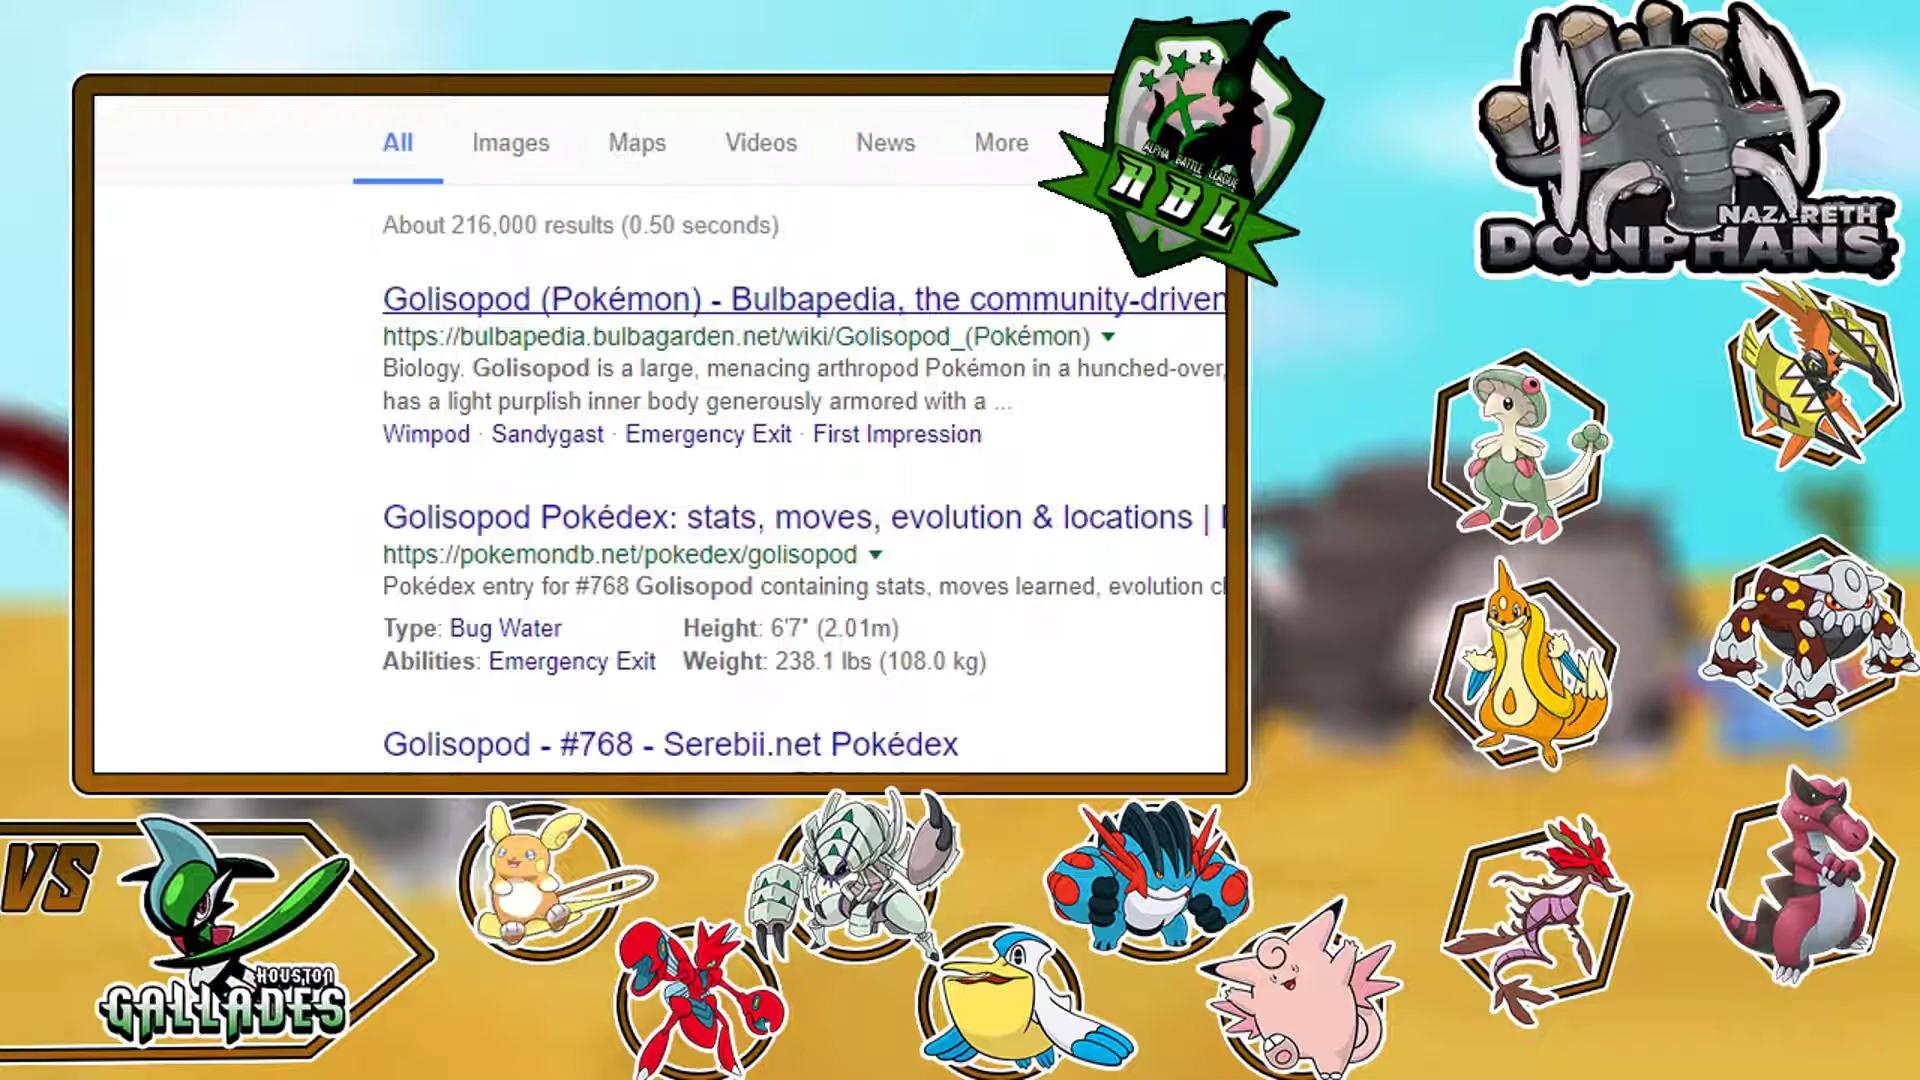 All Images Maps Videos News More
About 216,000 results (0.50 seconds)
Golisopod (Pokémon) - Bulbapedia, the community-driven
https://bulbapedia.bulbagarden.net/wiki/Golisopod_(Pokémon)
Biology. Golisopod is a large, menacing arthropod Pokémon in a hunched-over,
has a light purplish inner body generously armored with a ...
Wimpod · Sandygast · Emergency Exit · First Impression
Golisopod Pokédex: stats, moves, evolution & locations |
https://pokemondb.net/pokedex/golisopod
Pokédex entry for #768 Golisopod containing stats, moves learned, evolution
Type: Bug Water Height: 6'7" (2.01m)
Abilities: Emergency Exit Weight: 238.1 lbs (108.0 kg)
Golisopod - #768 - Serebii.net Pokédex
ALPHA BATTLE LEAGUE
ABL
NAZARETH
DONPHANS
VS
HOUSTON
GALLADES